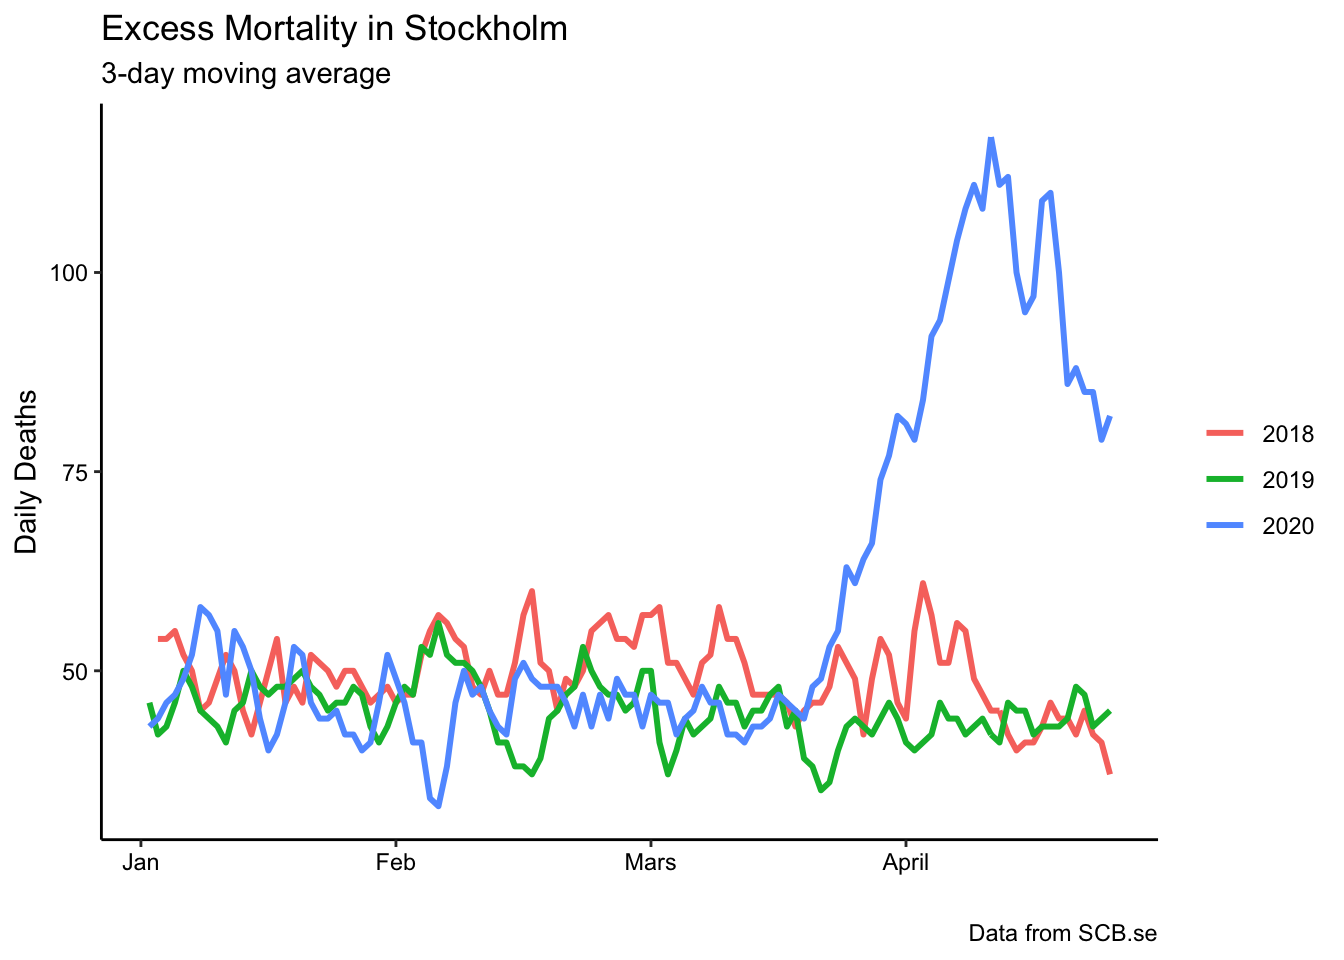 Excess Mortality in Stockholm
3-day moving average
Daily Deaths
100
75
50
Jan
Feb
Mars
April
2018
2019
2020
Data from SCB.se